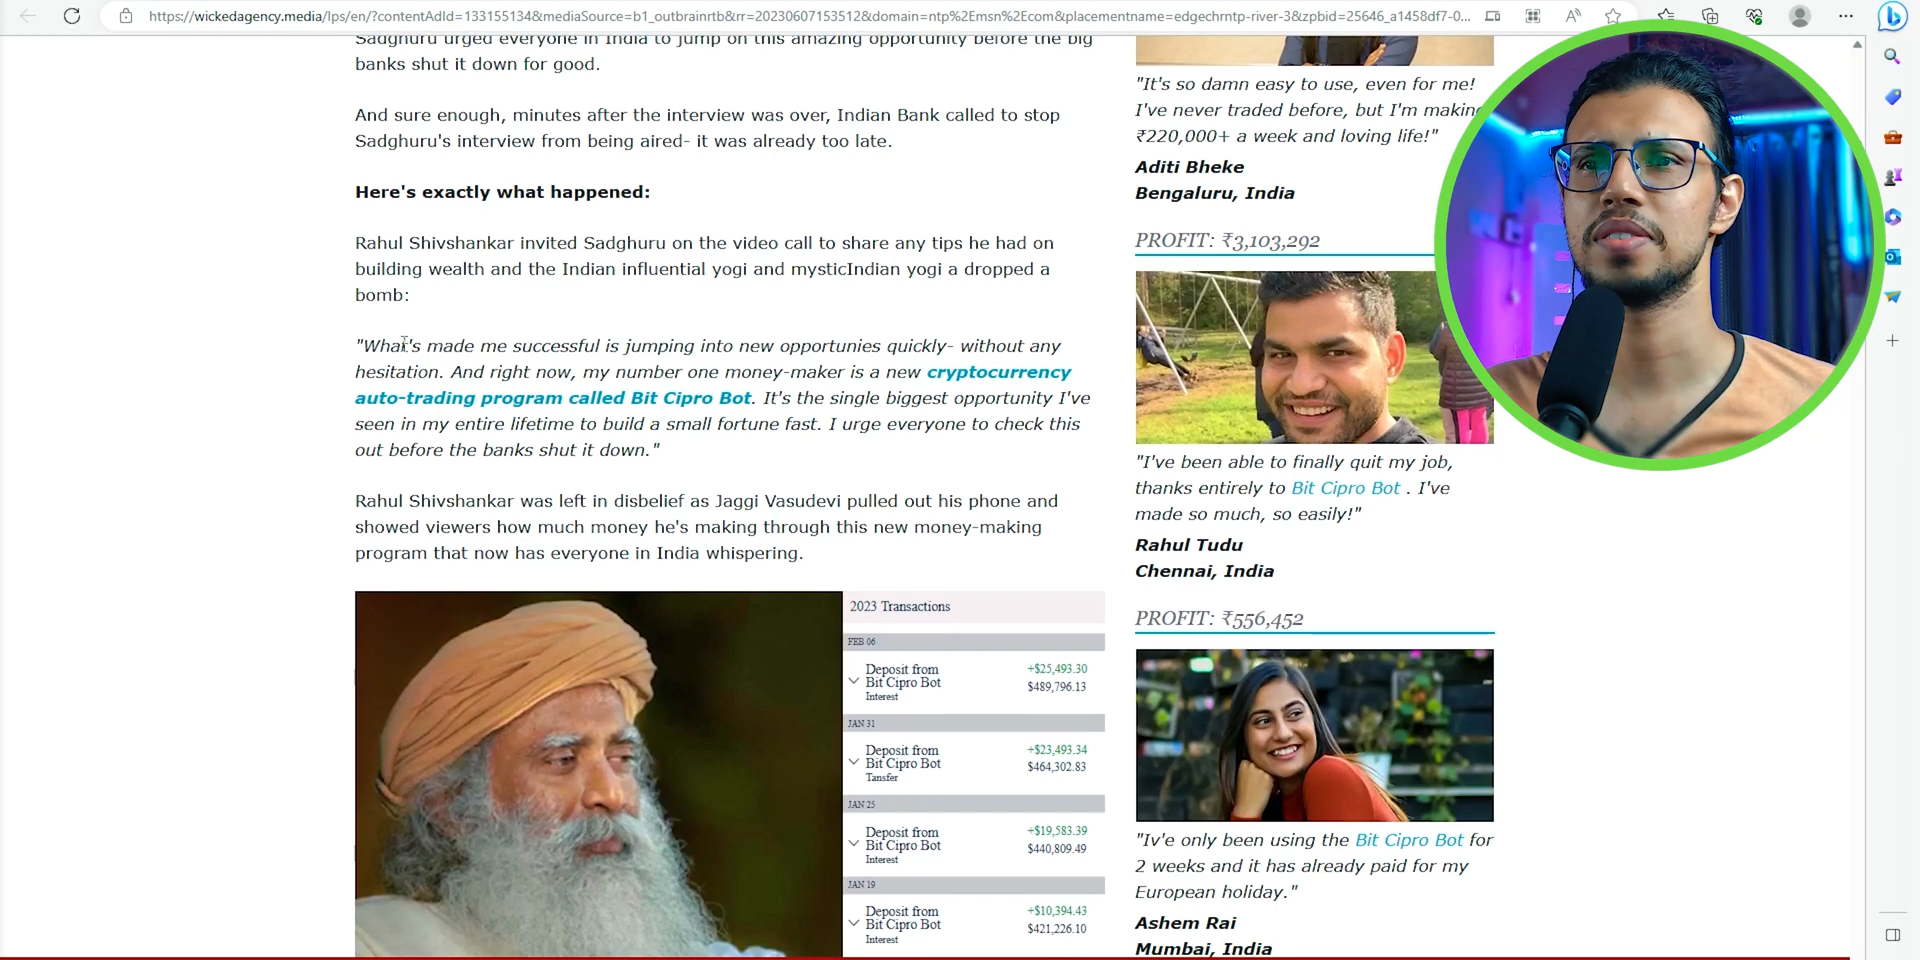 https://wickedagency.media/lps/en/?contentAdId=133155134&mediaSource=b1_outbrainrtb&rr=20230607153512&domain=ntp%2Emsn%2Ecom&placementname=edgechrntp-river-3&zpbid=25646_a1458df7-0...
Sadghuru urged everyone in India to jump on this amazing opportunity before the big
banks shut it down for good.
And sure enough, minutes after the interview was over, Indian Bank called to stop
Sadghuru's interview from being aired- it was already too late.
Here's exactly what happened:
Rahul Shivshankar invited Sadghuru on the video call to share any tips he had on
building wealth and the Indian influential yogi and mysticIndian yogi a dropped a
bomb:
"What's made me successful is jumping into new opportunies quickly- without any
hesitation. And right now, my number one money-maker is a new cryptocurrency
auto-trading program called Bit Cipro Bot. It's the single biggest opportunity I've
seen in my entire lifetime to build a small fortune fast. I urge everyone to check this
out before the banks shut it down."
Rahul Shivshankar was left in disbelief as Jaggi Vasudevi pulled out his phone and
showed viewers how much money he's making through this new money-making
program that now has everyone in India whispering.
2023 Transactions
FEB 06
Deposit from +$25,493.30
Bit Cipro Bot $489,796.13
Interest
JAN 31
Deposit from +$23,493.34
Bit Cipro Bot $464,302.83
Tansfer
JAN 25
Deposit from +$19,583.39
Bit Cipro Bot $440,809.49
Interest
JAN 19
Deposit from +$10,394.43
Bit Cipro Bot $421,226.10
Interest
"It's so damn easy to use, even for me!
I've never traded before, but I'm making
₹220,000+ a week and loving life!"
Aditi Bheke
Bengaluru, India
PROFIT: ₹3,103,292
"I've been able to finally quit my job,
thanks entirely to Bit Cipro Bot . I've
made so much, so easily!"
Rahul Tudu
Chennai, India
PROFIT: ₹556,452
"Iv'e only been using the Bit Cipro Bot for
2 weeks and it has already paid for my
European holiday."
Ashem Rai
Mumbai, India